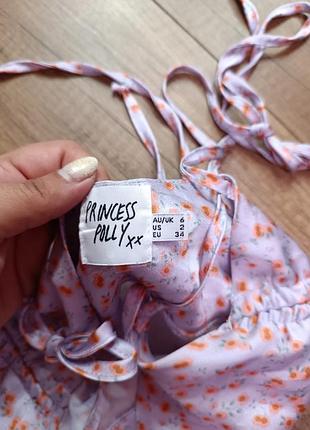 PRINCESS
POLLY xx
AU/UK 6
US 2
EU 34